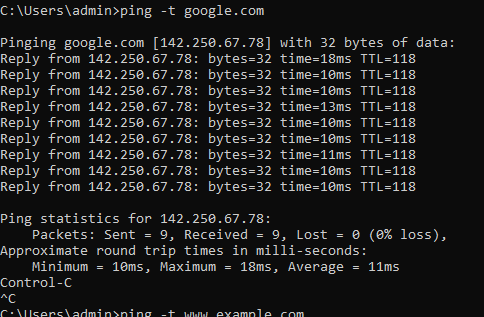 C:\Users\admin>ping -t google.com
Pinging google.com [142.250.67.78] with 32 bytes of data:
Reply from 142.250.67.78: bytes=32 time=18ms TTL=118
Reply from 142.250.67.78: bytes=32 time=10ms TTL=118
Reply from 142.250.67.78: bytes=32 time=10ms TTL=118
Reply from 142.250.67.78: bytes=32 time=13ms TTL=118
Reply from 142.250.67.78: bytes=32 time=10ms TTL=118
Reply from 142.250.67.78: bytes=32 time=10ms TTL=118
Reply from 142.250.67.78: bytes=32 time=11ms TTL=118
Reply from 142.250.67.78: bytes=32 time=10ms TTL=118
Reply from 142.250.67.78: bytes=32 time=10ms TTL=118
Ping statistics for 142.250.67.78:
Packets: Sent = 9, Received = 9, Lost = 0 (0% loss),
Approximate round trip times in milli-seconds:
Minimum = 10ms, Maximum = 18ms, Average = 11ms
Control-C
^C
C:\Users\admin>ping -t www.example.com